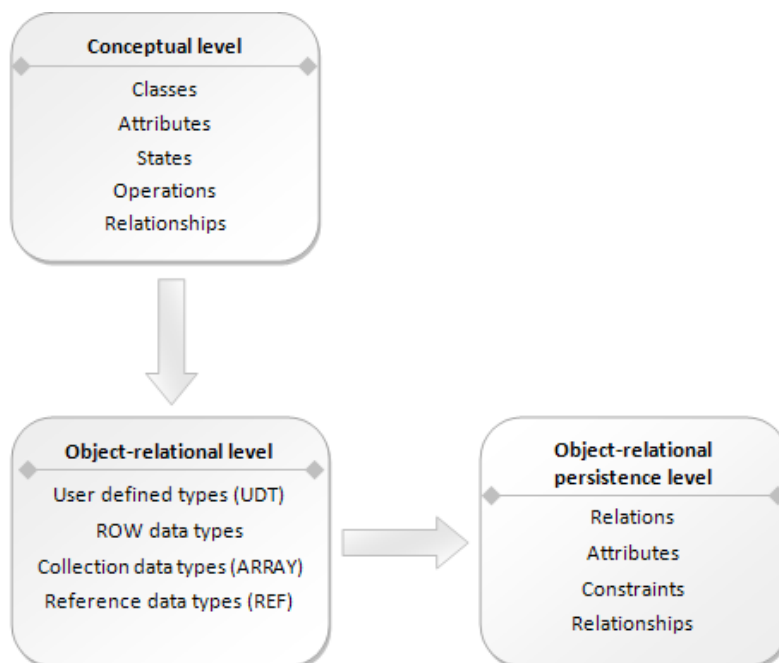 Conceptual level
Classes
Attributes
States
Operations
Relationships
Object-relational level
User defined types (UDT)
ROW data types
Collection data types (ARRAY)
Reference data types (REF)
Object-relational
persistence level
Relations
Attributes
Constraints
Relationships